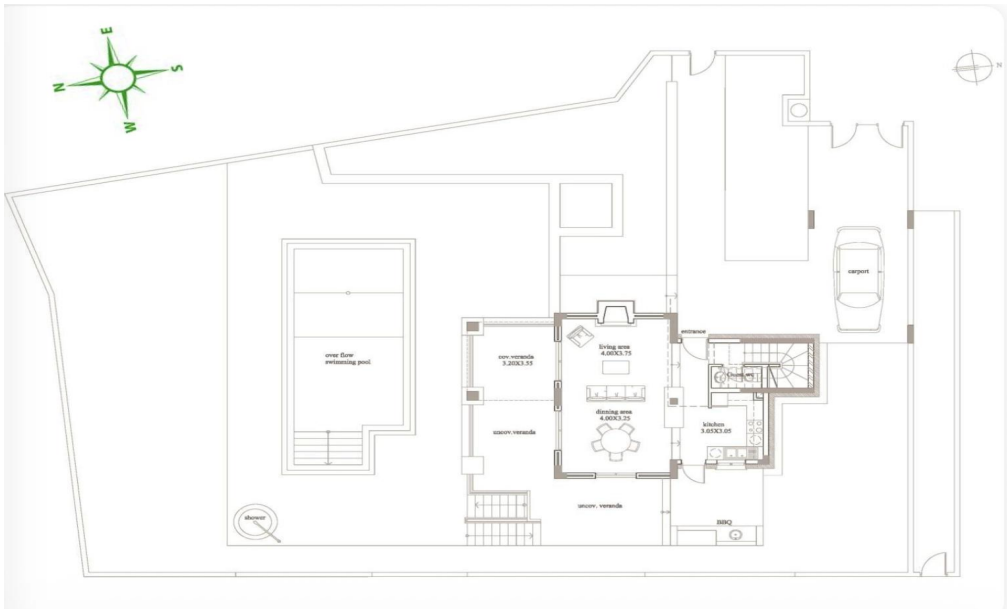 E
N
S
W
N
carport
entrance
living area
4.00X3.75
cov.veranda
3.20X3.55
over flow
swimming pool
dinning area
4.00X3.25
kitchen
3.05X3.05
uncov.veranda
shower
uncov. veranda
BBQ